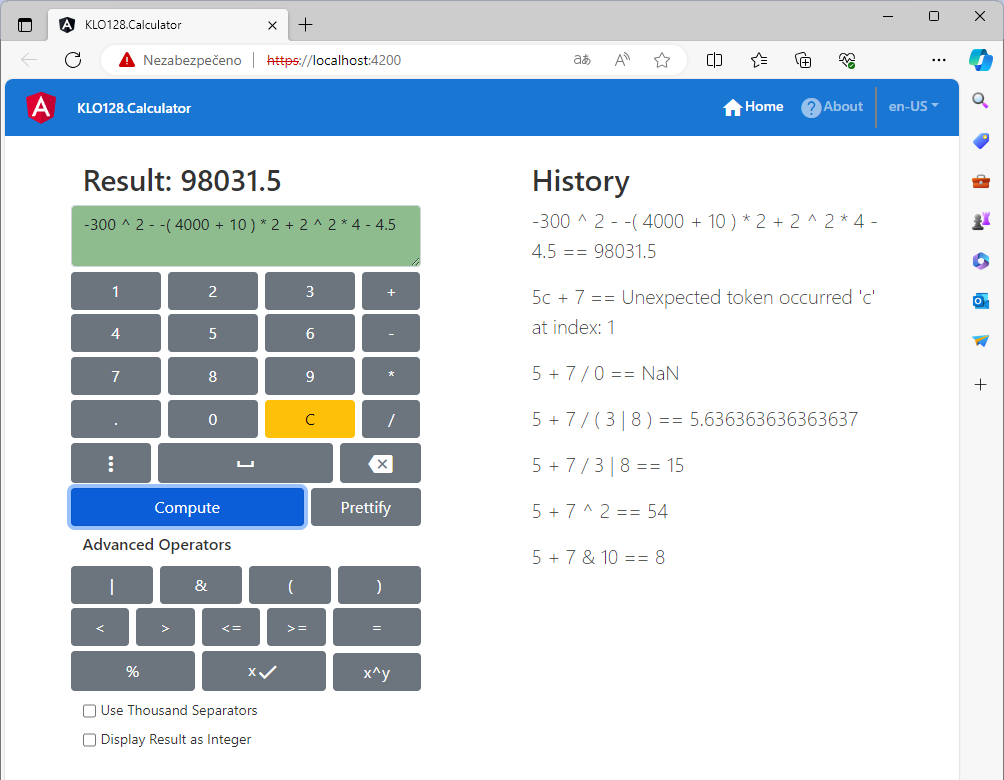 KLO128.Calculator
Nezabezpečeno https://localhost:4200
aあ A
KLO128.Calculator Home ? About en-US
Result: 98031.5
-300 ^ 2 - -( 4000 + 10 ) * 2 + 2 ^ 2 * 4 - 4.5
1 2 3 +
4 5 6 -
7 8 9 *
. 0 C /
Compute Prettify
Advanced Operators
| & ( )
< > <= >= =
% x x^y
Use Thousand Separators
Display Result as Integer
History
-300 ^ 2 - -( 4000 + 10 ) * 2 + 2 ^ 2 * 4 -
4.5 == 98031.5
5c + 7 == Unexpected token occurred 'c'
at index: 1
5 + 7 / 0 == NaN
5 + 7 / ( 3 | 8 ) == 5.636363636363637
5 + 7 / 3 | 8 == 15
5 + 7 ^ 2 == 54
5 + 7 & 10 == 8